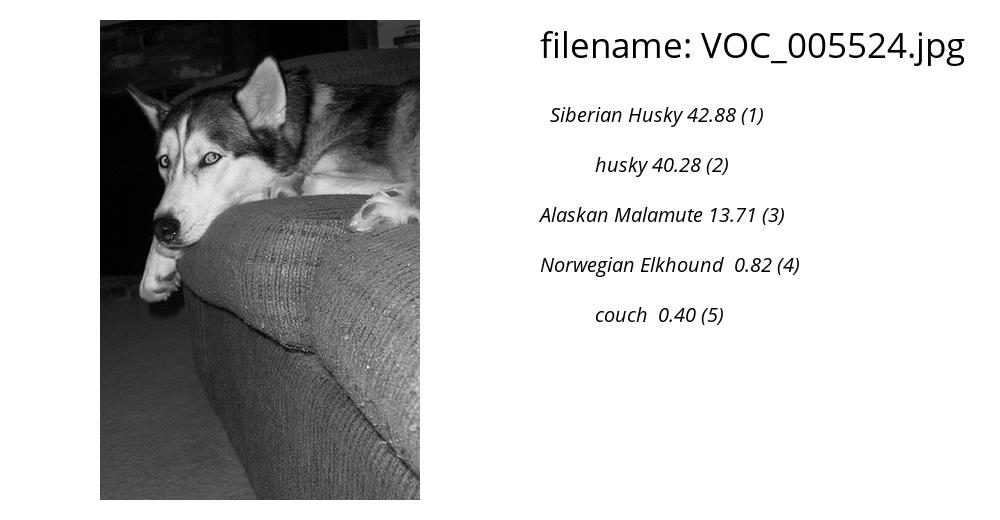 filename: VOC_005524.jpg
Siberian Husky 42.88 (1)
husky 40.28 (2)
Alaskan Malamute 13.71 (3)
Norwegian Elkhound 0.82 (4)
couch 0.40 (5)